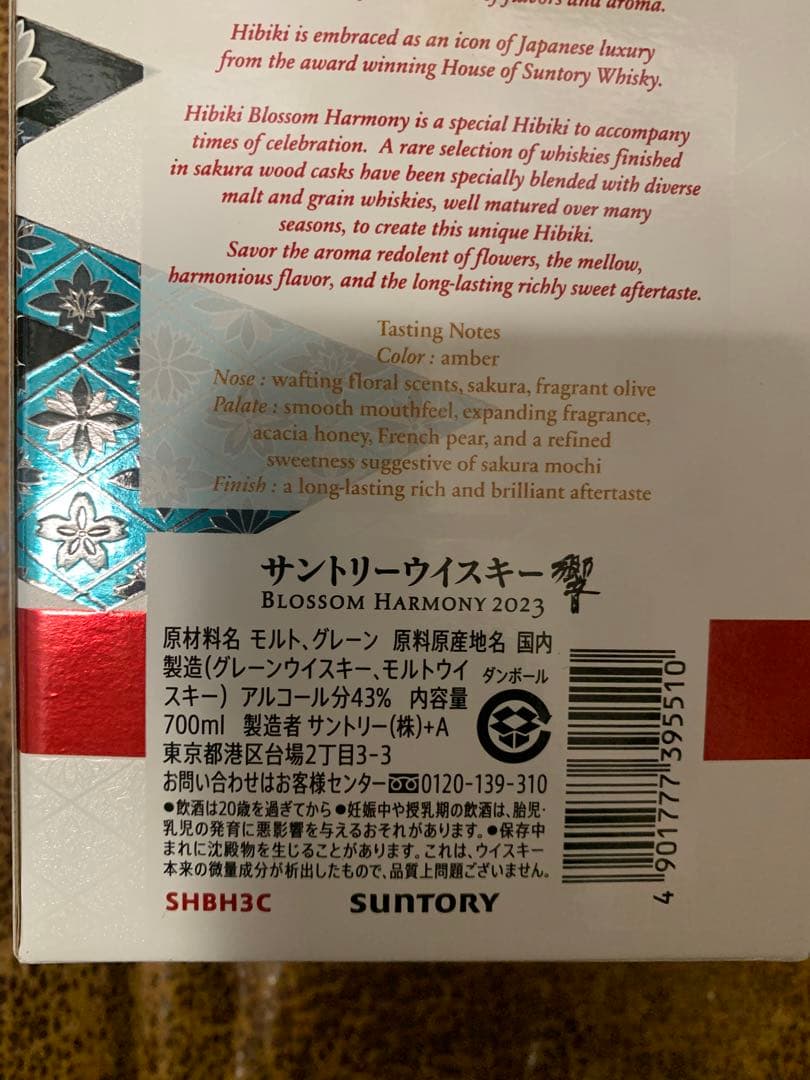 of flavors and aroma.
Hibiki is embraced as an icon of Japanese luxury
from the award winning House of Suntory Whisky.
Hibiki Blossom Harmony is a special Hibiki to accompany
times of celebration. A rare selection of whiskies finished
in sakura wood casks have been specially blended with diverse
malt and grain whiskies, well matured over many
seasons, to create this unique Hibiki.
Savor the aroma redolent of flowers, the mellow,
harmonious flavor, and the long-lasting richly sweet aftertaste.
Tasting Notes
Color : amber
Nose : wafting floral scents, sakura, fragrant olive
Palate : smooth mouthfeel, expanding fragrance,
acacia honey, French pear, and a refined
sweetness suggestive of sakura mochi
Finish : a long-lasting rich and brilliant aftertaste
サントリーウイスキー 響
BLOSSOM HARMONY 2023
原材料名 モルト、グレーン 原料原産地名 国内
製造(グレーンウイスキー、モルトウイ
スキー) アルコール分43% 内容量
700ml 製造者 サントリー(株)+A
東京都港区台場2丁目3-3
お問い合わせはお客様センター 0120-139-310
●飲酒は20歳を過ぎてから●妊娠中や授乳期の飲酒は、胎児・
乳児の発育に悪影響を与えるおそれがあります。●保存中
まれに沈殿物を生じることがあります。これは、ウイスキー
本来の微量成分が析出したもので、品質上問題ございません。
ダンボール
4 901777 395510
SHBH3C
SUNTORY